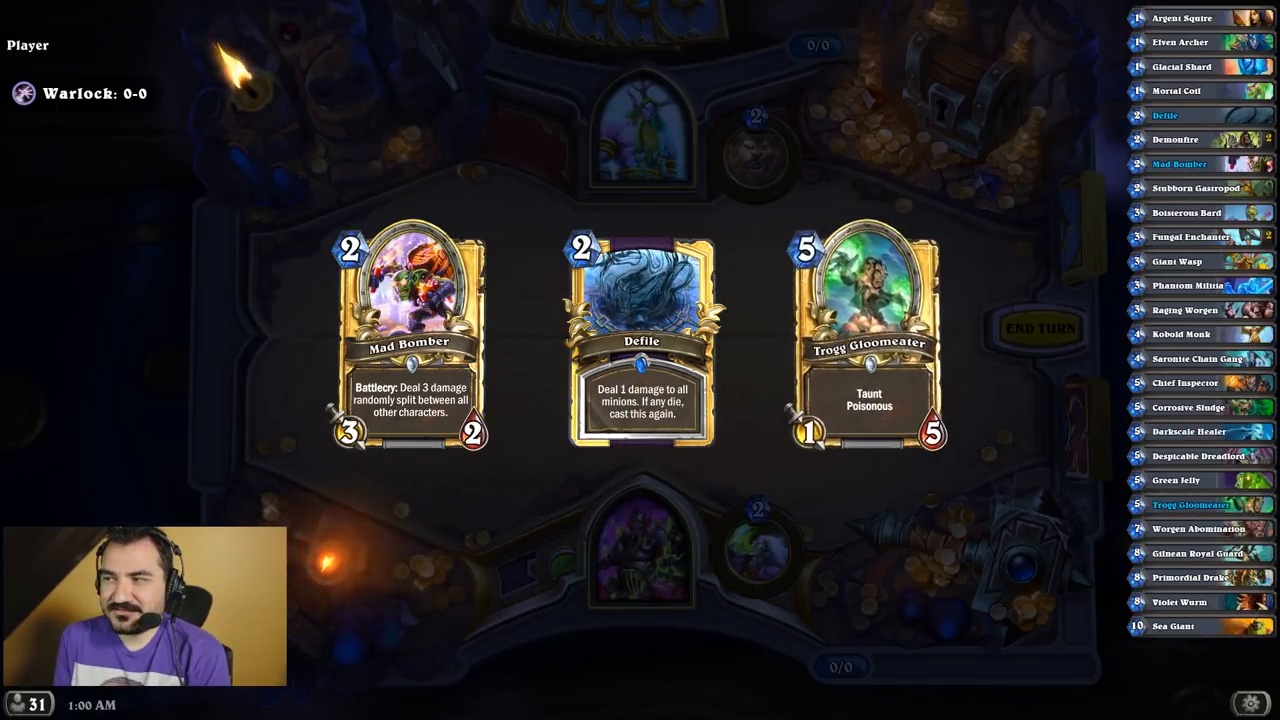 Player
Warlock: 0-0
0/0
2
2
Mad Bomber
Battlecry: Deal 3 damage
randomly split between all
other characters.
3
2
2
Defile
Deal 1 damage to all
minions. If any die,
cast this again.
5
Trogg Gloomeater
Taunt
Poisonous
1
5
END TURN
2
0/0
31
1:00 AM
1 Argent Squire
1 Elven Archer
1 Glacial Shard
1 Mortal Coil
2 Defile
2 Demonfire 2
2 Mad Bomber
2 Stubborn Gastropod
3 Boisterous Bard
3 Fungal Enchanter 2
3 Giant Wasp
3 Phantom Militia
3 Raging Worgen
4 Kobold Monk
4 Saronite Chain Gang
5 Chief Inspector
5 Corrosive Sludge
5 Darkscale Healer
5 Despicable Dreadlord
5 Green Jelly
5 Trogg Gloomeater
7 Worgen Abomination
8 Gilnean Royal Guard
8 Primordial Drake
8 Violet Wurm
10 Sea Giant